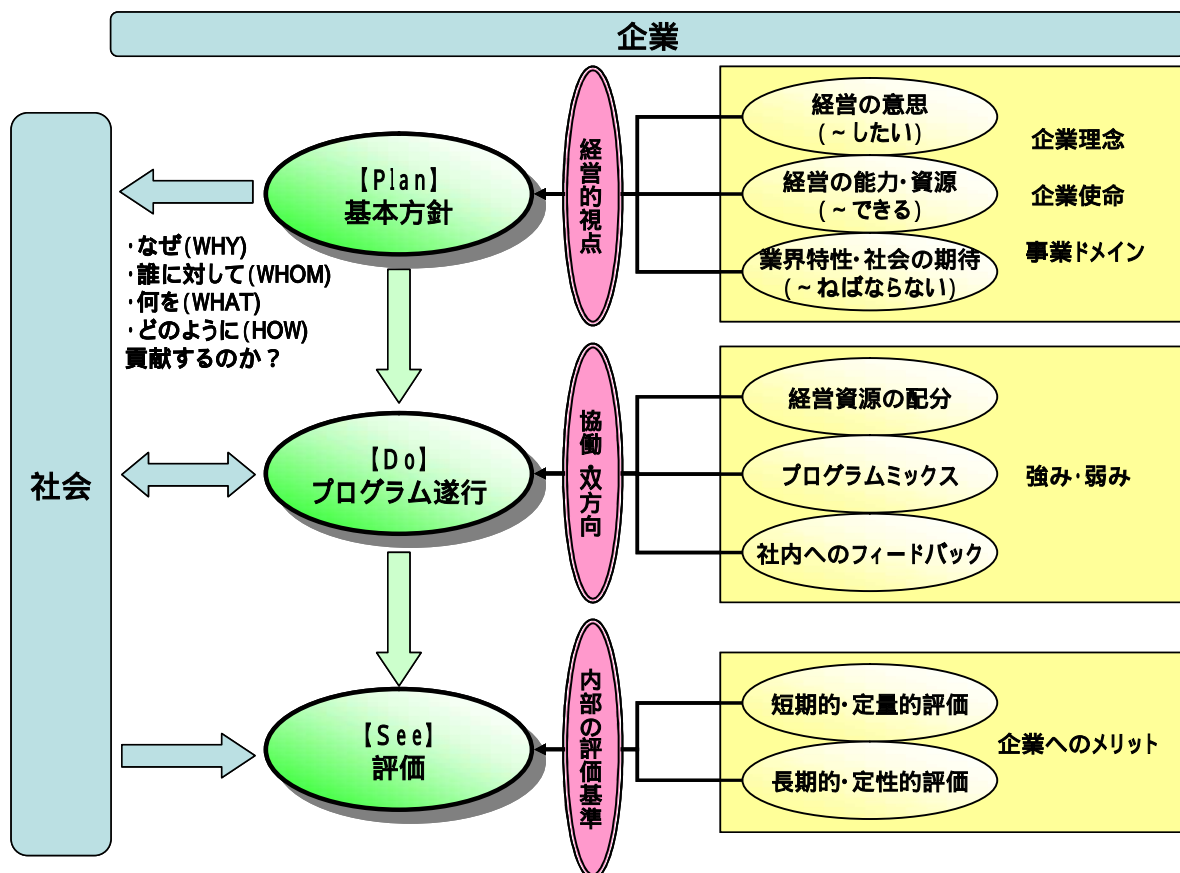 企業
社会
【Plan】
基本方針
・なぜ(WHY)
・誰に対して(WHOM)
・何を(WHAT)
・どのように(HOW)
貢献するのか？
経営的視点
経営の意思
(～したい)
経営の能力・資源
(～できる)
業界特性・社会の期待
(～ねばならない)
企業理念
企業使命
事業ドメイン
【Do】
プログラム遂行
協働・双方向
経営資源の配分
プログラムミックス
社内へのフィードバック
強み・弱み
【See】
評価
内部の評価基準
短期的・定量的評価
長期的・定性的評価
企業へのメリット